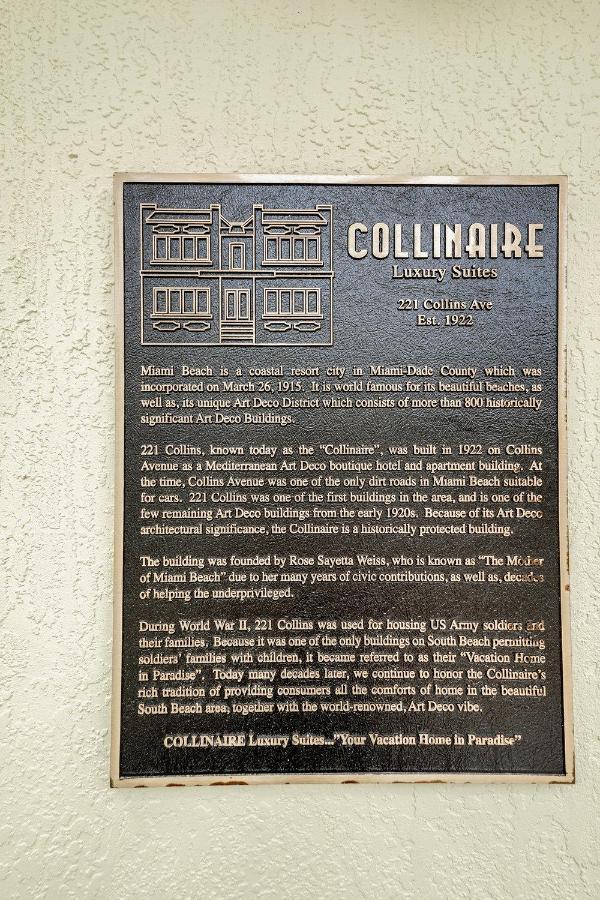 COLLINAIRE
Luxury Suites
221 Collins Ave
Est. 1922
Miami Beach is a coastal resort city in Miami-Dade County which was
incorporated on March 26, 1915. It is world famous for its beautiful beaches, as
well as, its unique Art Deco District which consists of more than 800 historically
significant Art Deco Buildings.
221 Collins, known today as the "Collinaire", was built in 1922 on Collins
Avenue as a Mediterranean Art Deco boutique hotel and apartment building. At
the time, Collins Avenue was one of the only dirt roads in Miami Beach suitable
for cars. 221 Collins was one of the first buildings in the area, and is one of the
few remaining Art Deco buildings from the early 1920s. Because of its Art Deco
architectural significance, the Collinaire is a historically protected building.
The building was founded by Rose Sayetta Weiss, who is known as "The Mother
of Miami Beach" due to her many years of civic contributions, as well as, decades
of helping the underprivileged.
During World War II, 221 Collins was used for housing US Army soldiers and
their families. Because it was one of the only buildings on South Beach permitting
soldiers' families with children, it became referred to as their "Vacation Home
in Paradise". Today many decades later, we continue to honor the Collinaire's
rich tradition of providing consumers all the comforts of home in the beautiful
South Beach area, together with the world-renowned, Art Deco vibe.
COLLINAIRE Luxury Suites..."Your Vacation Home in Paradise"